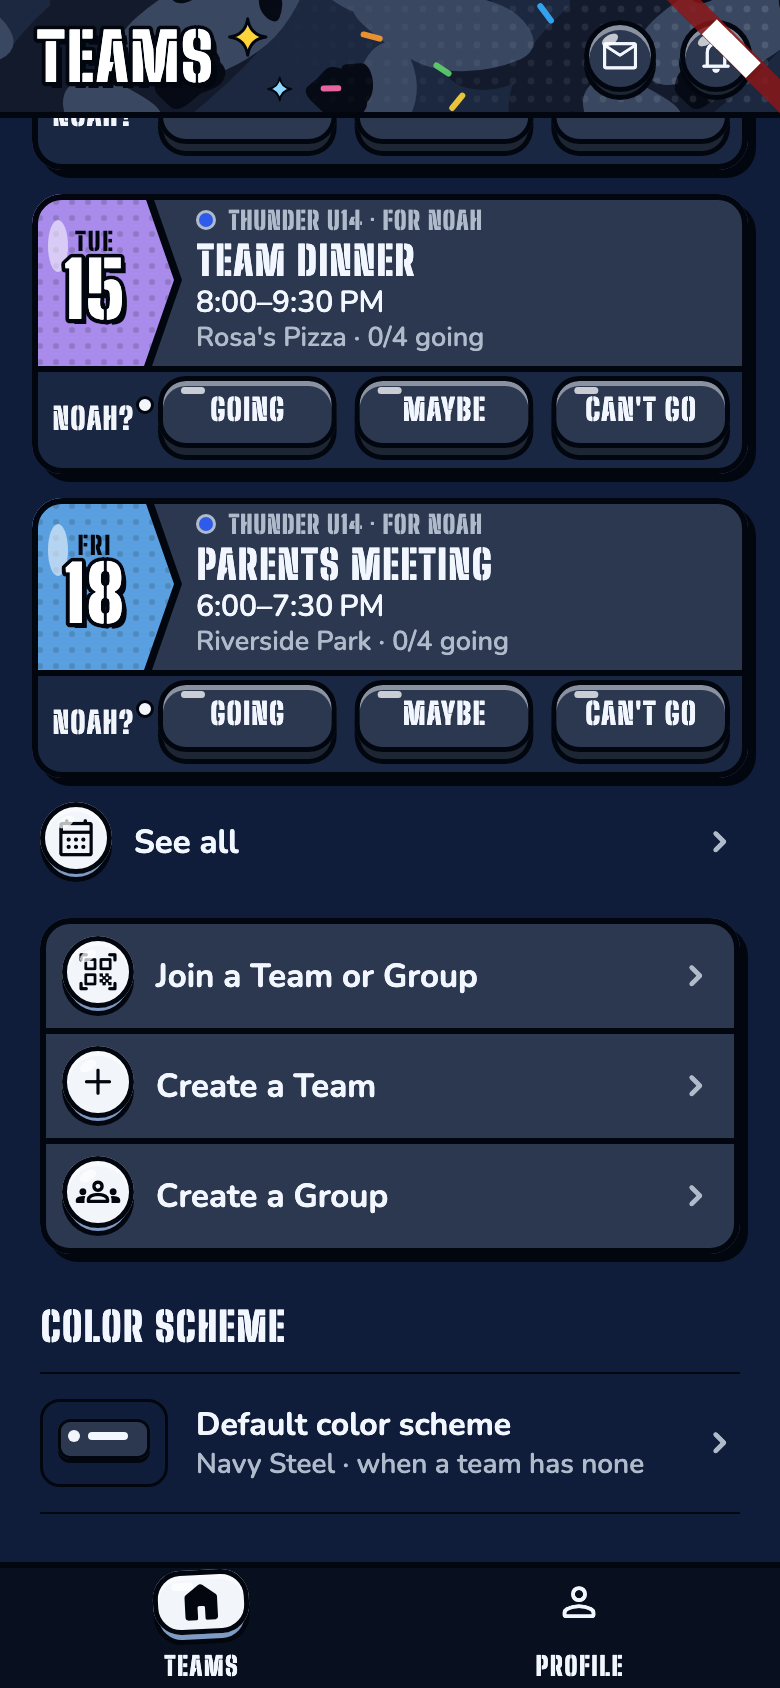 TEAMS
NOAH?
TUE
15
THUNDER U14 · FOR NOAH
TEAM DINNER
8:00–9:30 PM
Rosa's Pizza · 0/4 going
NOAH?
GOING
MAYBE
CAN'T GO
FRI
18
THUNDER U14 · FOR NOAH
PARENTS MEETING
6:00–7:30 PM
Riverside Park · 0/4 going
NOAH?
GOING
MAYBE
CAN'T GO
See all
Join a Team or Group
Create a Team
Create a Group
COLOR SCHEME
Default color scheme
Navy Steel · when a team has none
TEAMS
PROFILE